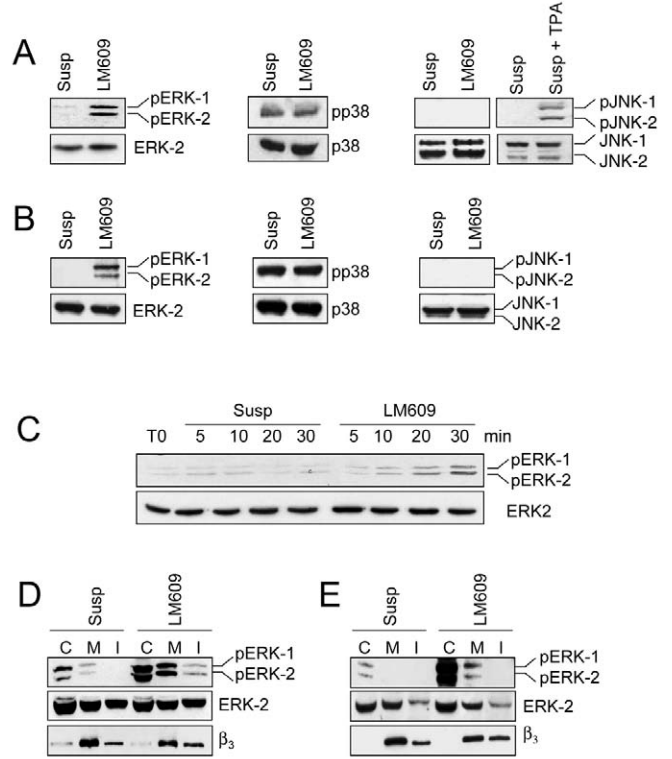 A
Susp LM609
pERK-1
pERK-2
ERK-2
Susp LM609
pp38
p38
Susp LM609 Susp Susp + TPA
pJNK-1
pJNK-2
JNK-1
JNK-2
B
Susp LM609
pERK-1
pERK-2
ERK-2
Susp LM609
pp38
p38
Susp LM609
pJNK-1
pJNK-2
JNK-1
JNK-2
C
Susp LM609
T0 5 10 20 30 5 10 20 30 min
pERK-1
pERK-2
ERK2
D
Susp LM609
C M I C M I
pERK-1
pERK-2
ERK-2
β3
E
Susp LM609
C M I C M I
pERK-1
pERK-2
ERK-2
β3